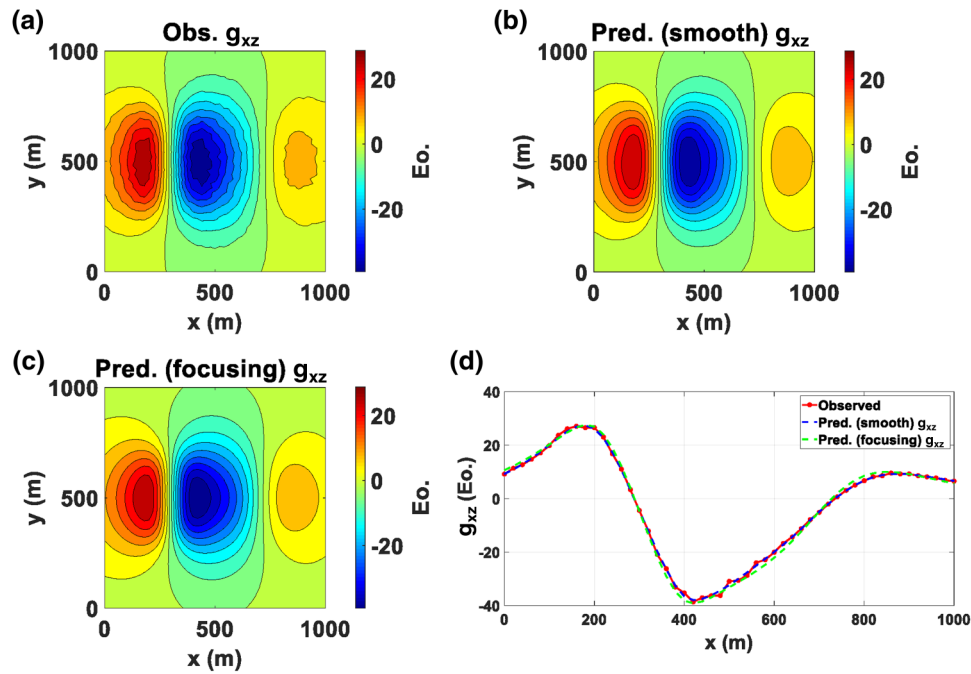 (a)
Obs. gxz
1000
500
0
y (m)
0 500 1000
x (m)
20
0
-20
Eo.
(b)
Pred. (smooth) gxz
1000
500
0
y (m)
0 500 1000
x (m)
20
0
-20
Eo.
(c)
Pred. (focusing) gxz
1000
500
0
y (m)
0 500 1000
x (m)
20
0
-20
Eo.
(d)
40
20
0
-20
-40
gxz (Eo.)
Observed
Pred. (smooth) gxz
Pred. (focusing) gxz
0 200 400 600 800 1000
x (m)